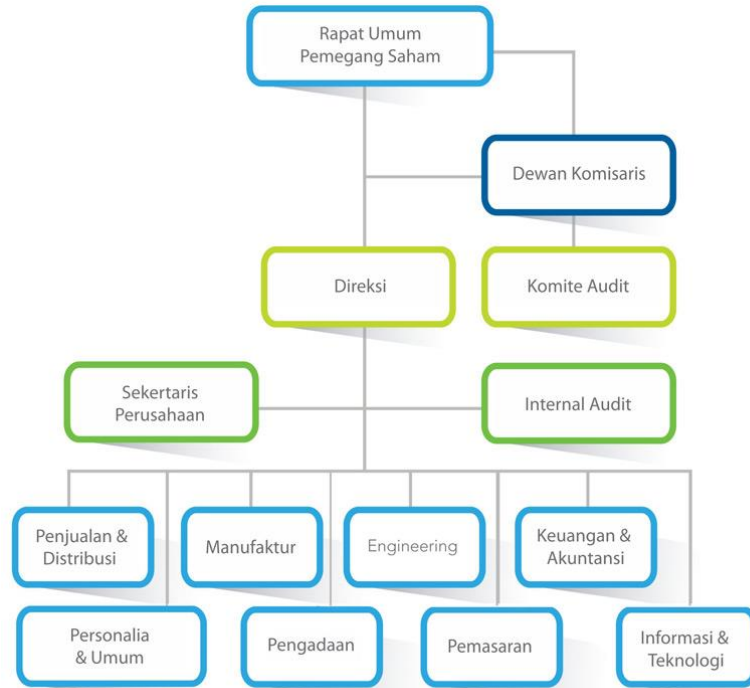 Rapat Umum
Pemegang Saham
Dewan Komisaris
Direksi
Komite Audit
Sekertaris
Perusahaan
Internal Audit
Penjualan &
Distribusi
Manufaktur
Engineering
Keuangan &
Akuntansi
Personalia
& Umum
Pengadaan
Pemasaran
Informasi &
Teknologi